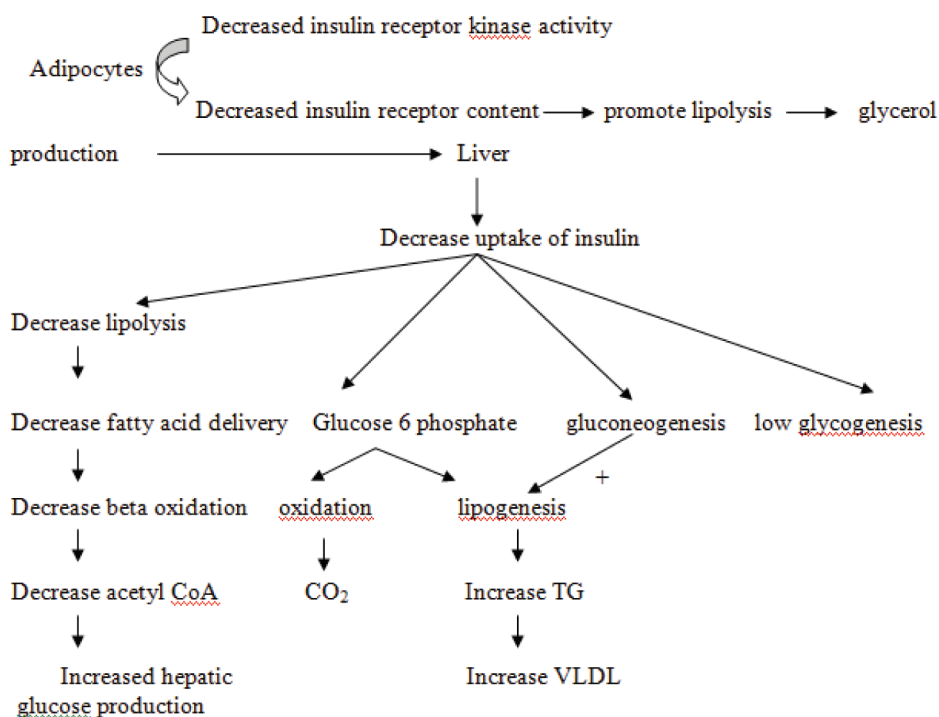 Decreased insulin receptor kinase activity
Adipocytes
Decreased insulin receptor content promote lipolysis glycerol
production Liver
Decrease uptake of insulin
Decrease lipolysis
Decrease fatty acid delivery Glucose 6 phosphate gluconeogenesis low glycogenesis
+
Decrease beta oxidation oxidation lipogenesis
Decrease acetyl CoA CO₂ Increase TG
Increased hepatic Increase VLDL
glucose production